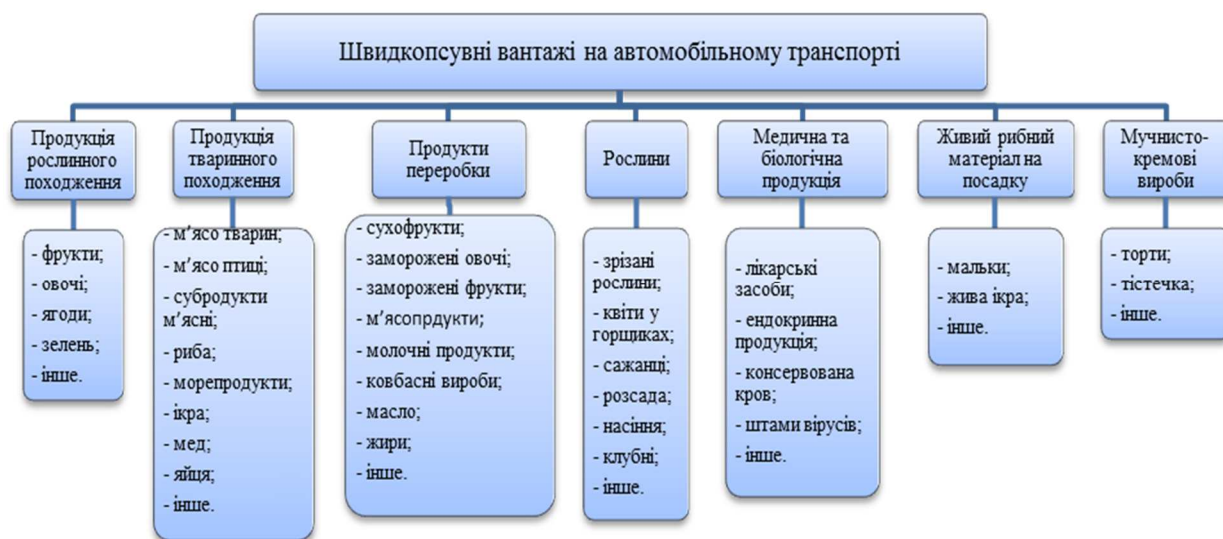 Швидкопсувні вантажі на автомобільному транспорті
Продукція
рослинного
походження
- фрукти;
- овочі;
- ягоди;
- зелень;
- інше.
Продукція
тваринного
походження
- м’ясо тварин;
- м’ясо птиці;
- субродукти
м’ясні;
- риба;
- морепродукти;
- ікра;
- мед;
- яйця;
- інше.
Продукти
переробки
- сухофрукти;
- заморожені овочі;
- заморожені фрукти;
- м’ясопрдукти;
- молочні продукти;
- ковбасні вироби;
- масло;
- жири;
- інше.
Рослини
- зрізані
рослини;
- квіти у
горщиках;
- сажанці;
- розсада;
- насіння;
- клубні;
- інше.
Медична та
біологічна
продукція
- лікарські
засоби;
- ендокринна
продукція;
- консервована
кров;
- штами вірусів;
- інше.
Живий рибний
матеріал на
посадку
- мальки;
- жива ікра;
- інше.
Мучнисто-
кремові
вироби
- торти;
- тістечка;
- інше.